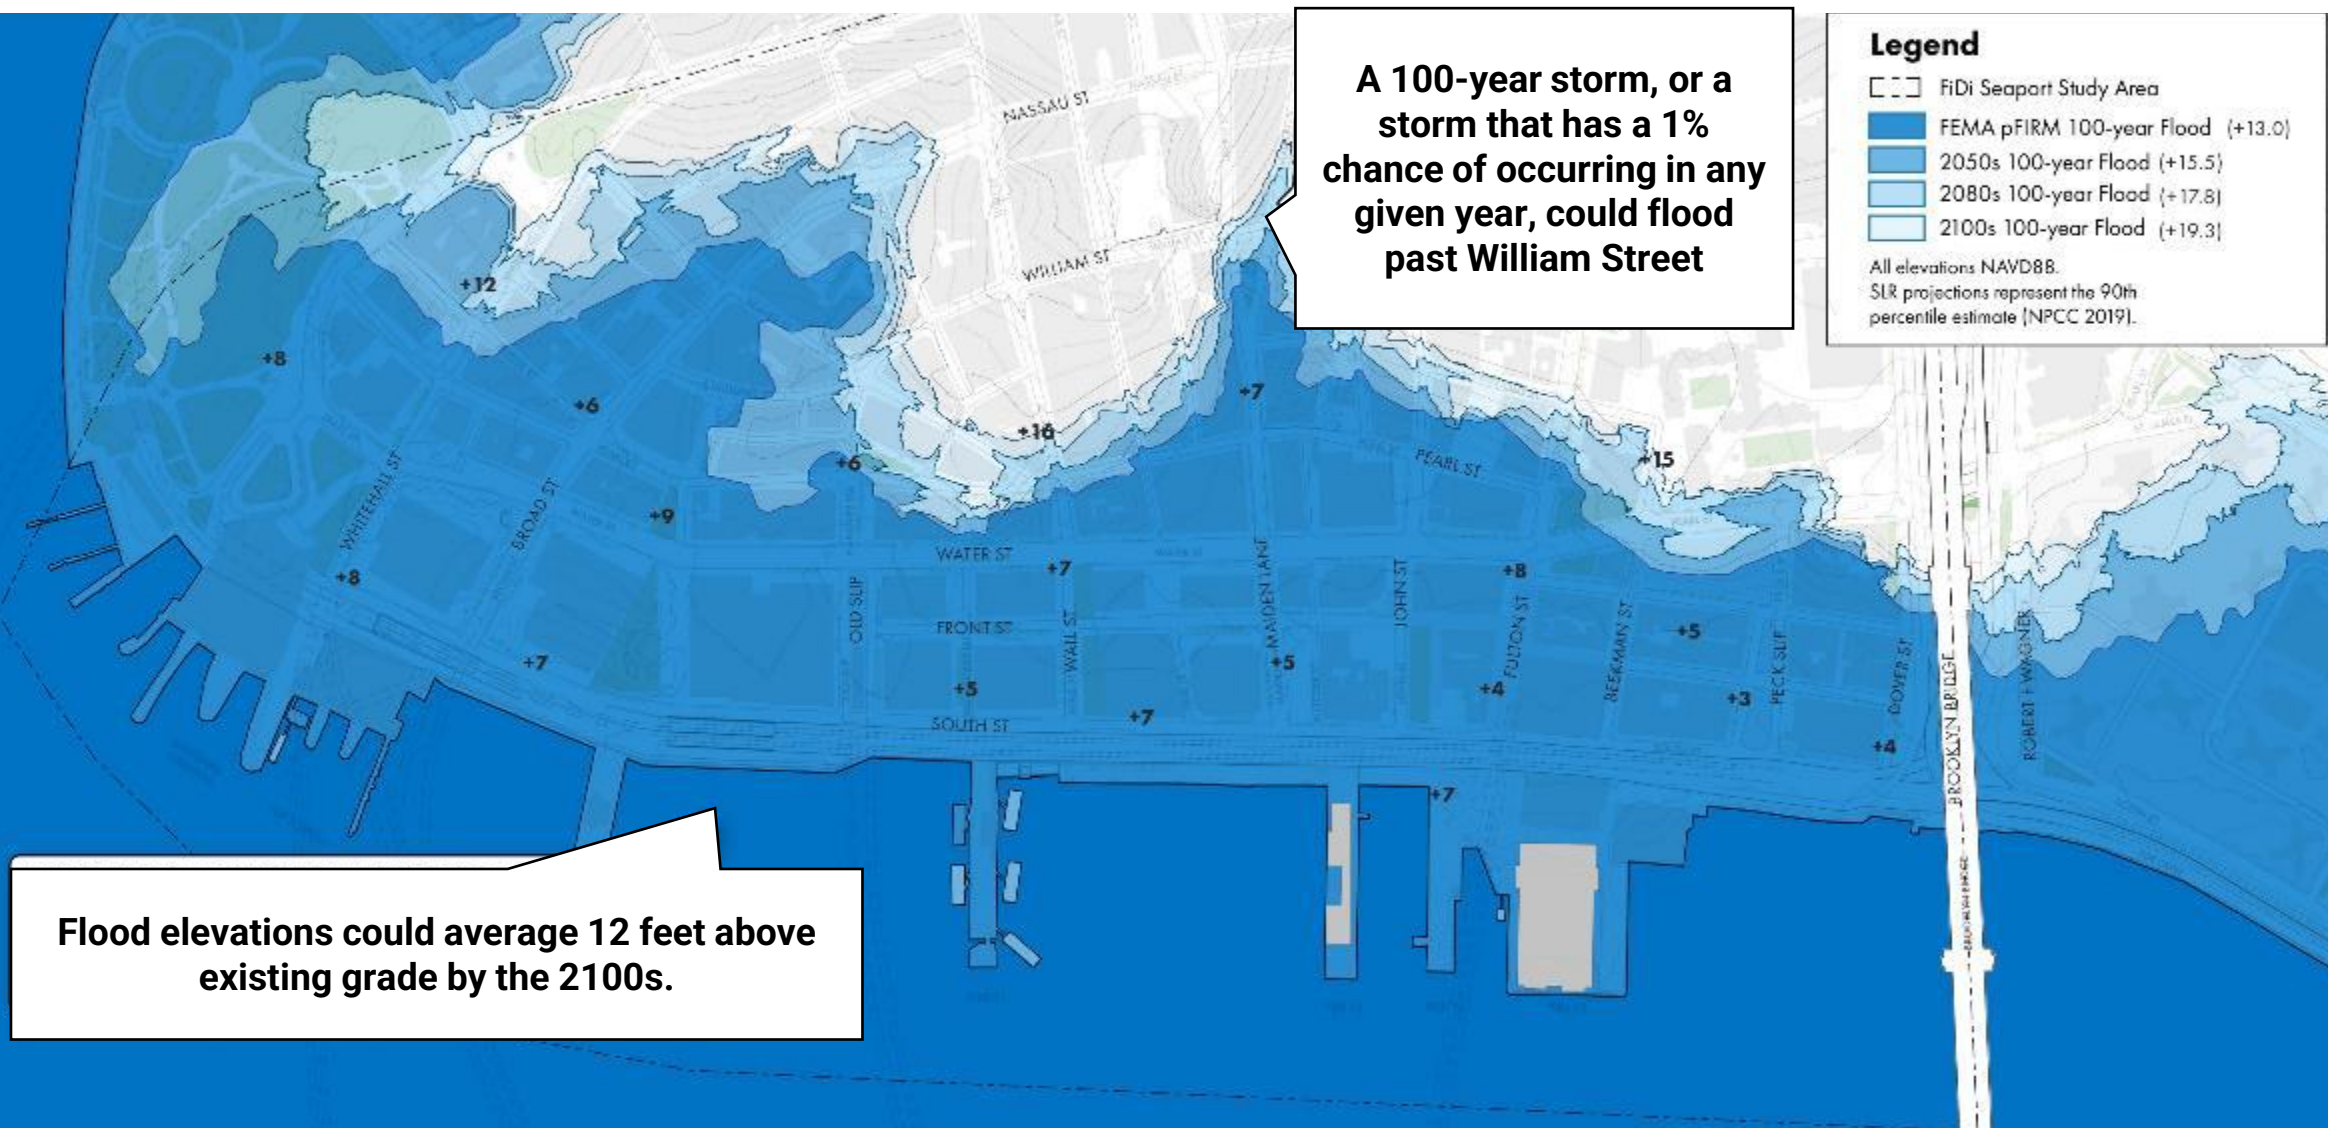 A 100-year storm, or a
storm that has a 1%
chance of occurring in any
given year, could flood
past William Street
Legend
FiDi Seaport Study Area
FEMA pFIRM 100-year Flood (+13.0)
2050s 100-year Flood (+15.5)
2080s 100-year Flood (+17.8)
2100s 100-year Flood (+19.3)
All elevations NAVD88.
SLR projections represent the 90th
percentile estimate (NPCC 2019).
NASSAU ST
WILLIAM ST
+12
+8
+6
+7
+16
+6
PEARL ST
+15
WHITEHALL ST
BROAD ST
+9
WATER ST
+8
+7
+8
OLD SLIP
FRONT ST
WALL ST
MAIDEN LANE
JOHN ST
FULTON ST
BEEKMAN ST
+5
PECK SLIP
DOVER ST
BROOKLYN BRIDGE
ROBERT F WAGNER
+7
+5
+5
+4
+3
SOUTH ST
+7
+4
+7
BROOKLYN BRIDGE
Flood elevations could average 12 feet above
existing grade by the 2100s.